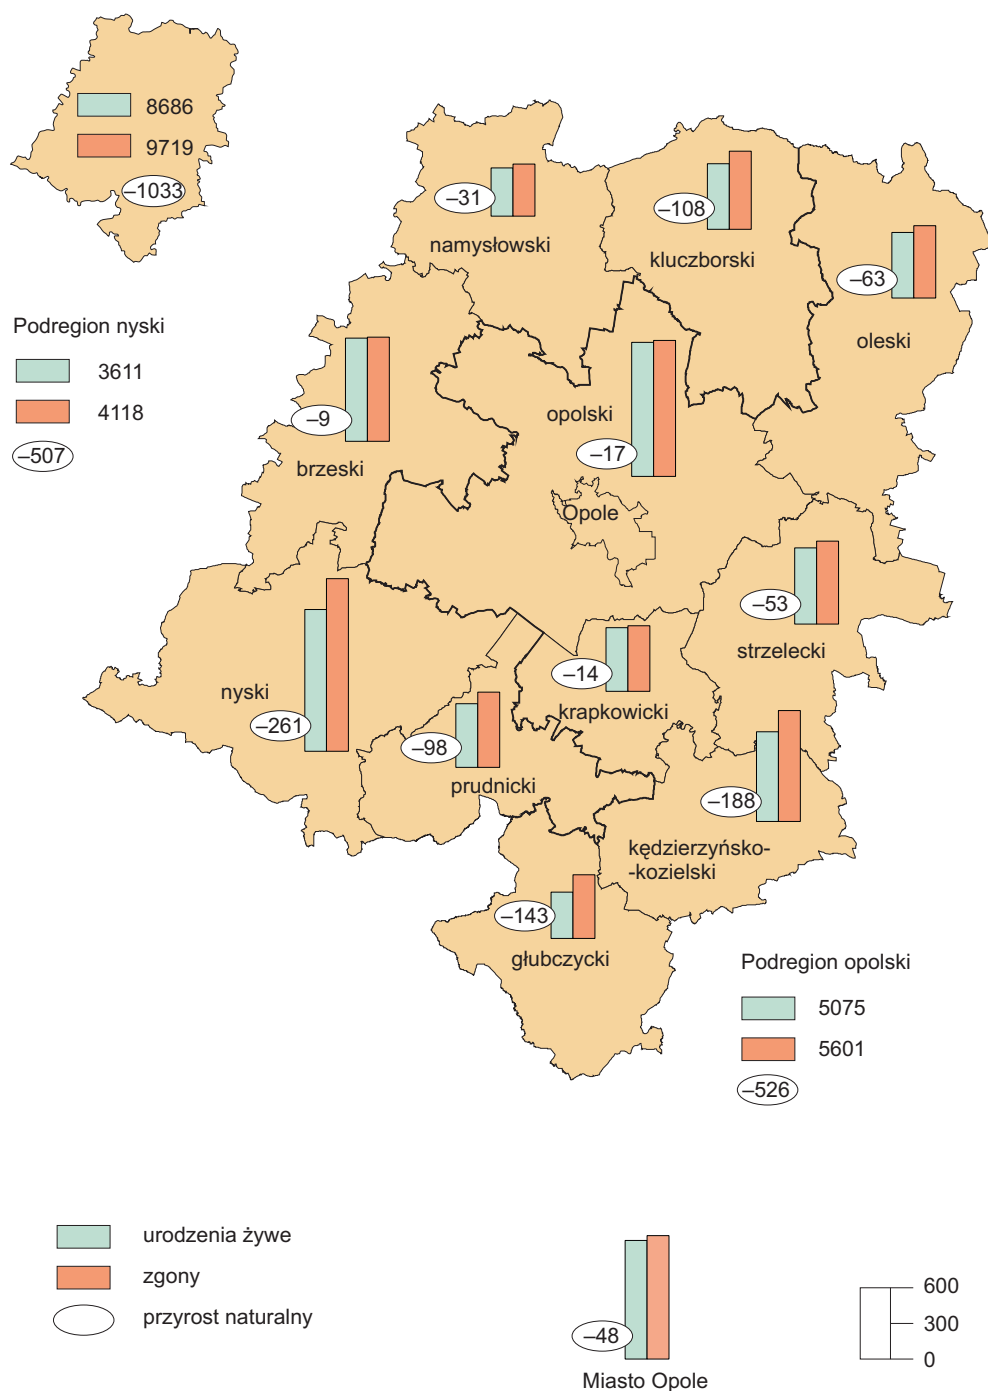 8686
9719
–1033
Podregion nyski
3611
4118
–507
–31
namysłowski
–108
kluczborski
–63
oleski
–9
brzeski
opolski
–17
Opole
–53
strzelecki
nyski
–261
–14
krapkowicki
–98
prudnicki
–188
kędzierzyńsko-
-kozielski
–143
głubczycki
Podregion opolski
5075
5601
–526
urodzenia żywe
zgony
przyrost naturalny
–48
Miasto Opole
600
300
0